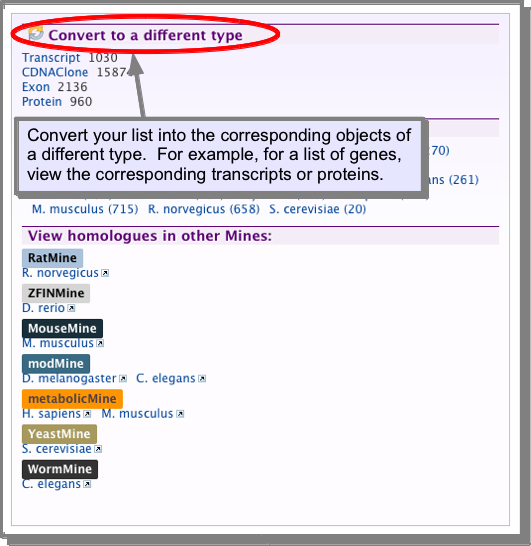 Convert to a different type
Transcript 1030
CDNAClone 1587
Exon 2136
Protein 960
Convert your list into the corresponding objects of
a different type. For example, for a list of genes,
view the corresponding transcripts or proteins.
70)
ans (261)
M. musculus (715) R. norvegicus (658) S. cerevisiae (20)
View homologues in other Mines:
RatMine
R. norvegicus
ZFINMine
D. rerio
MouseMine
M. musculus
modMine
D. melanogaster C. elegans
metabolicMine
H. sapiens M. musculus
YeastMine
S. cerevisiae
WormMine
C. elegans